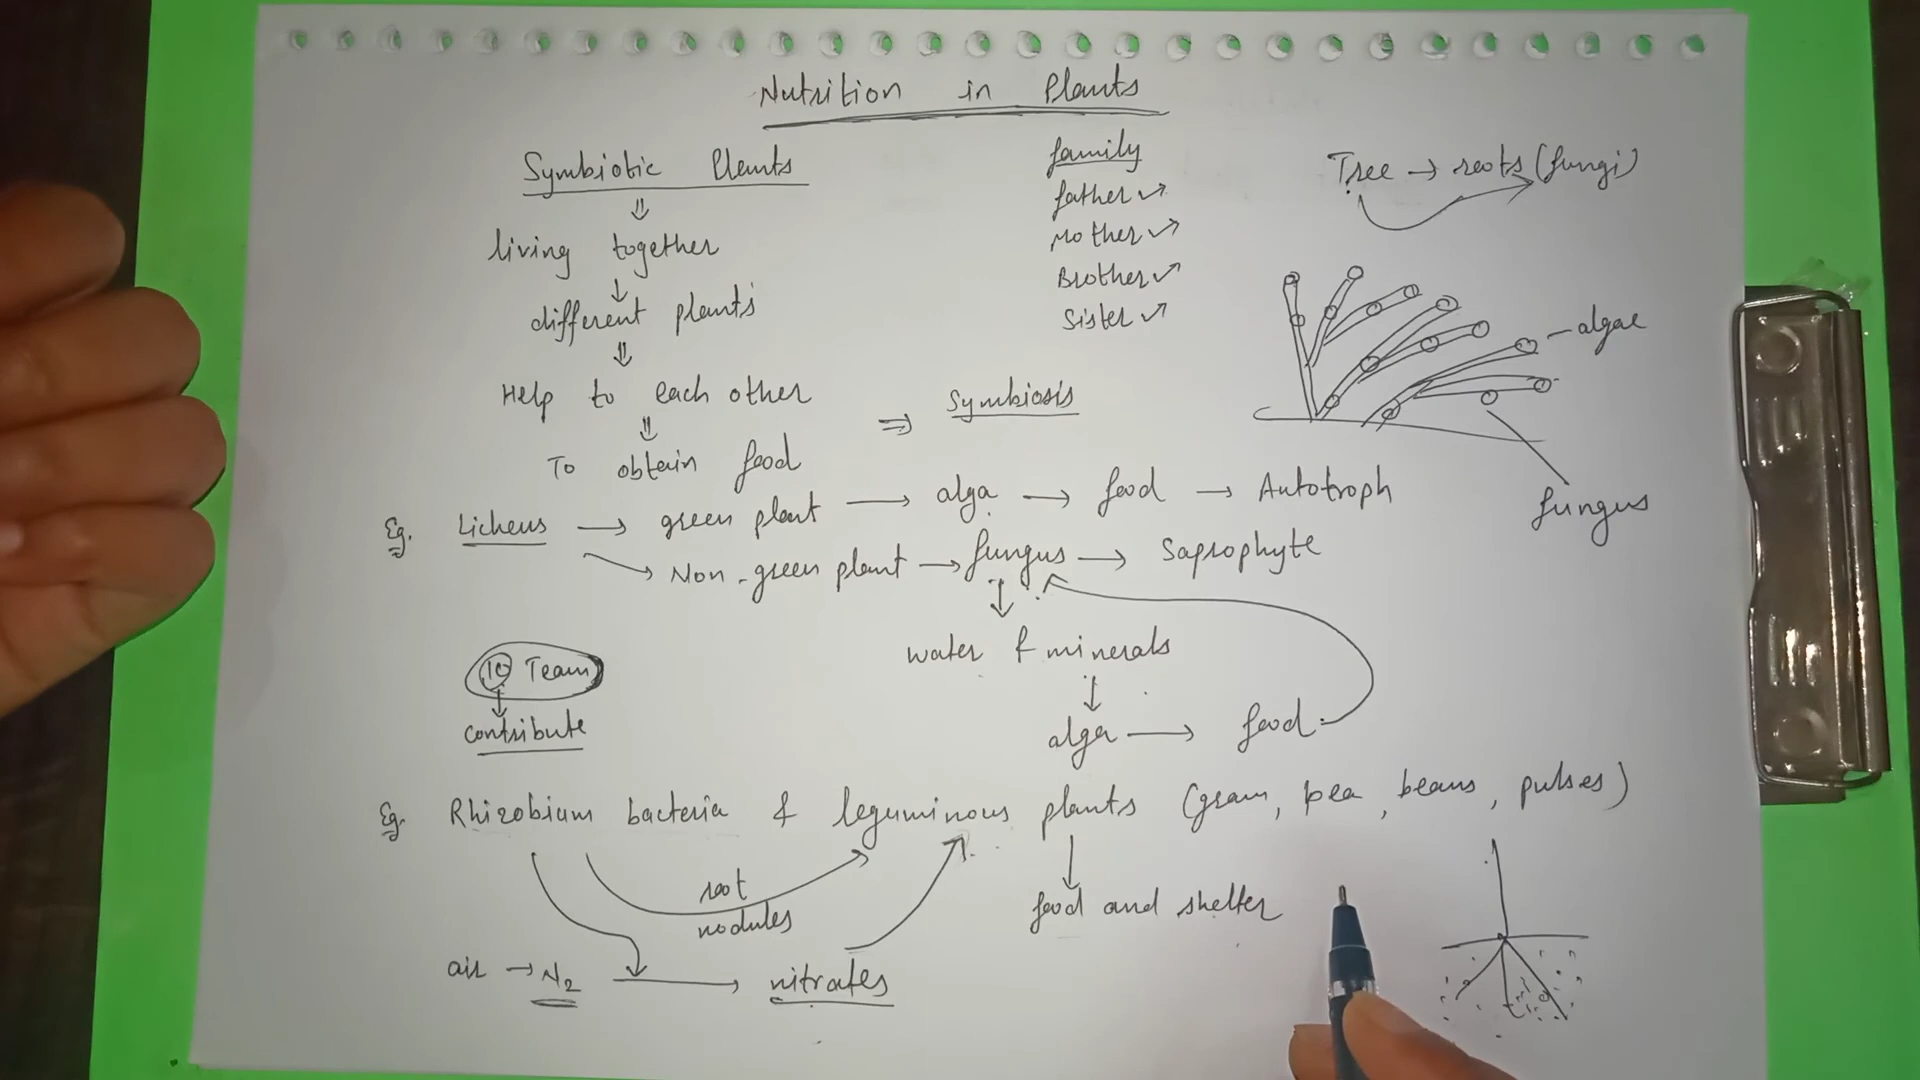 Nutrition in Plants
Symbiotic Plants
⇓
living together
↓
different plants
⇓
Help to each other
⇓
To obtain food
⇒ Symbiosis
family
father ✓
Mother ✓
Brother ✓
Sister ✓
Tree → roots (fungi)
algae
fungus
Eg. Lichens → green plant → alga → food → Autotroph
→ Non-green plant → fungus → Saprophyte
↓
water & minerals
↓
alga → food
10 Team
↓
contribute
Eg. Rhizobium bacteria & leguminous plants (gram, pea, beans, pulses)
root
nodules
food and shelter
air → N2 → nitrates